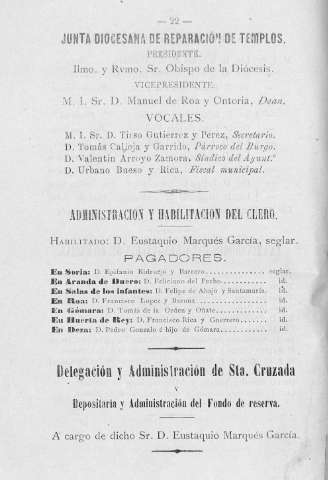 — 22 —
JUNTA DIOCESANA DE REPARACIÓN DE TEMPLOS.
PRESIDENTE.
Ilmo. y Rvmo. Sr. Obispo de la Diócesis.
VICEPRESIDENTE.
M. I. Sr. D. Manuel de Roa y Ontoria, Dean.
VOCALES.
M. I. Sr. D. Tirso Gutierrez y Perez, Secretario.
D. Tomás Calioja y Garrido, Párroco del Burgo.
D. Valentin Arroyo Zamora, Síndico del Ayunt.º
D. Urbano Bueso y Rica, Fiscal municipal.
ADMINISTRACION Y HABILITACION DEL CLERO.
HABILITADO: D. Eustaquio Marqués García, seglar.
PAGADORES.
En Soria: D. Epifanio Ridruejo y Barrero............ seglar.
En Aranda de Duero: D. Feliciano del Pecho........... id.
En Salas de los Infantes: D. Felipe de Abajo y Santamaría. id.
En Roa: D. Francisco Lopez y ............ id.
En Gómara: D. Tomás de la Orden y Oñate............ id.
En Huerta de Rey: D. Francisco Rica y Guerrero....... id.
En Deza: D. Pedro Gonzalo é hijo de Gómara......... id.
Delegación y Administración de Sta. Cruzada
Y
Depositaria y Administración del Fondo de reserva.
A cargo de dicho Sr. D. Eustaquio Marqués García.